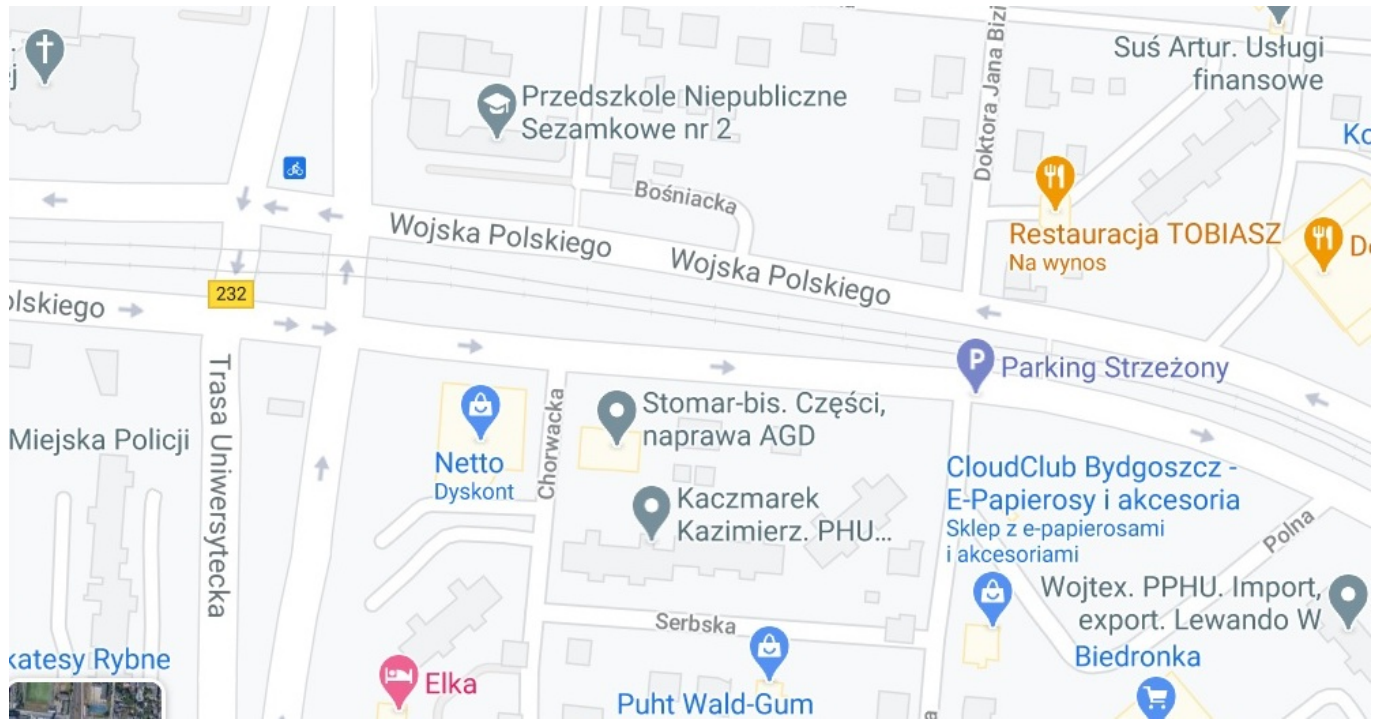 Suś Artur. Usługi
finansowe
Doktora Jana Bizi
Przedszkole Niepubliczne
Sezamkowe nr 2
Ko
Bośniacka
Wojska Polskiego
Wojska Polskiego
Restauracja TOBIASZ
Na wynos
Do
232
olskiego
Trasa Uniwersytecka
P
Parking Strzeżony
Miejska Policji
Netto
Dyskont
Chorwacka
Stomar-bis. Części,
naprawa AGD
Kaczmarek
Kazimierz. PHU...
CloudClub Bydgoszcz -
E-Papierosy i akcesoria
Sklep z e-papierosami
i akcesoriami
Polna
Wojtex. PPHU. Import,
export. Lewando W
Biedronka
Serbska
katesy Rybne
Elka
Puht Wald-Gum